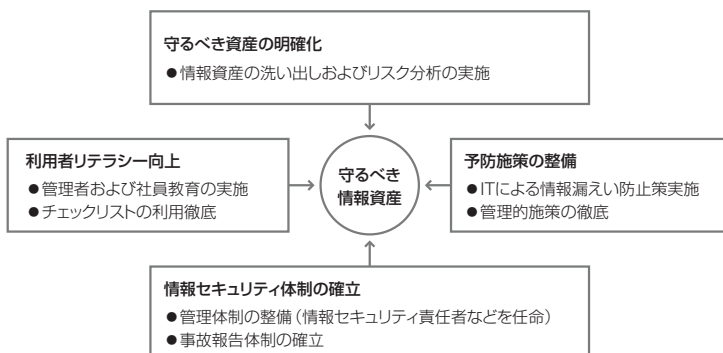 守るべき資産の明確化
●情報資産の洗い出しおよびリスク分析の実施
利用者リテラシー向上
●管理者および社員教育の実施
●チェックリストの利用徹底
守るべき
情報資産
予防施策の整備
●ITによる情報漏えい防止策実施
●管理的施策の徹底
情報セキュリティ体制の確立
●管理体制の整備（情報セキュリティ責任者などを任命）
●事故報告体制の確立